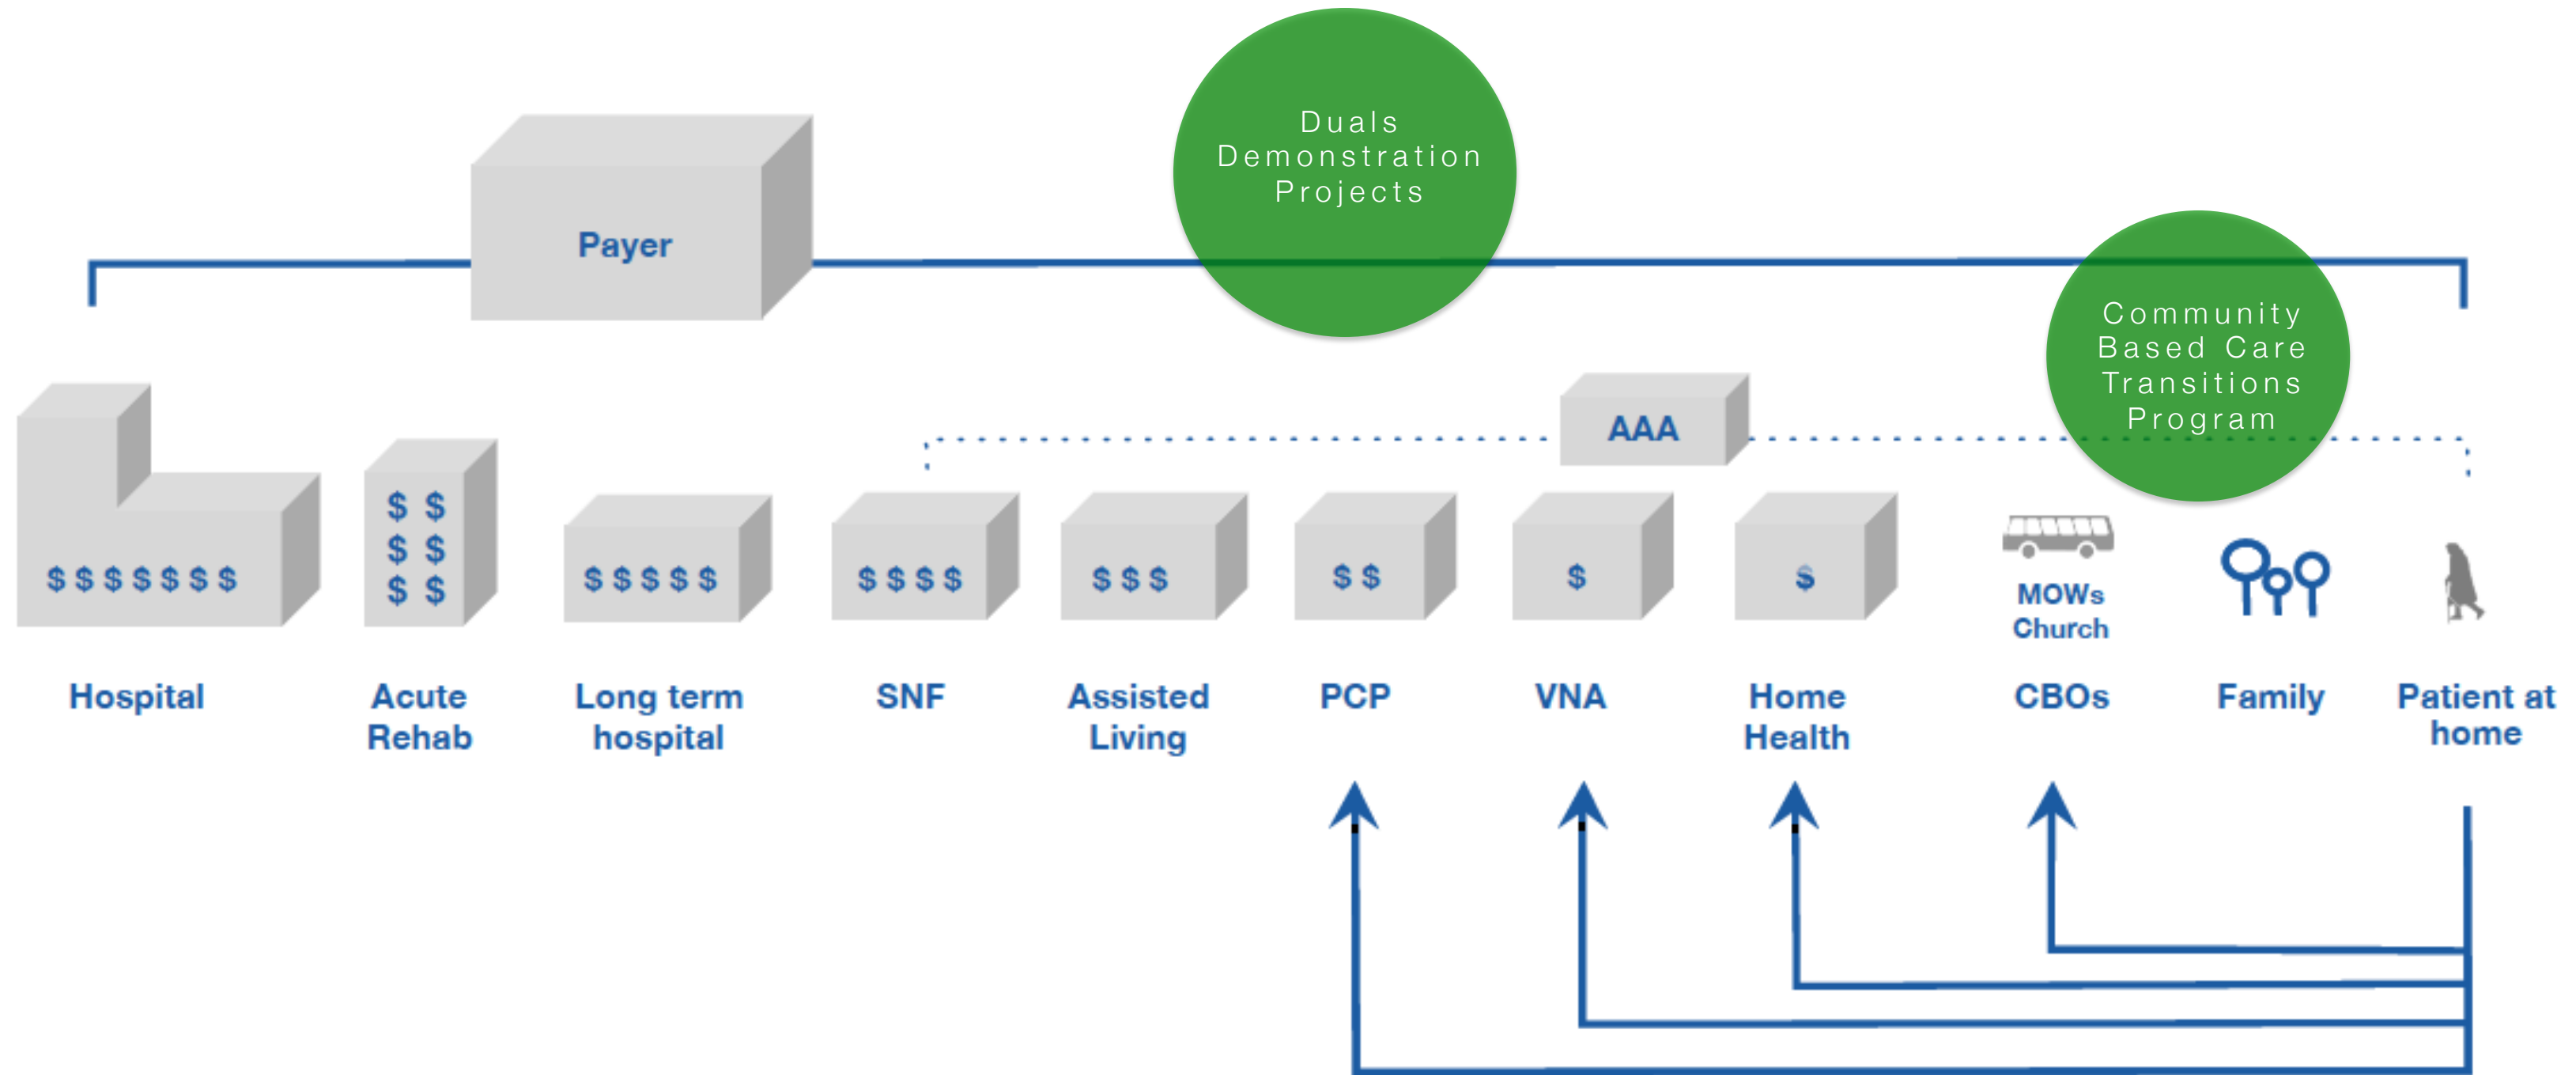 Duals
Demonstration
Projects
Payer
Community
Based Care
Transitions
Program
AAA
$ $ $ $ $ $ $
$ $
$ $
$ $
$ $ $ $ $
$ $ $ $
$ $ $
$ $
$
$
MOWs
Church
Hospital
Acute
Rehab
Long term
hospital
SNF
Assisted
Living
PCP
VNA
Home
Health
CBOs
Family
Patient at
home